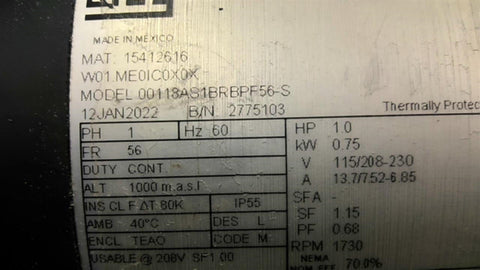 MADE IN MEXICO
MAT. 15412616
W01.ME0IC0X0X
MODEL 00118AS1BRBPF56-S
12JAN2022 B/N 2775103
Thermally Protec
PH 1 Hz 60
FR 56
DUTY CONT.
ALT 1000 m.a.s.l
INS CL F ΔT 80K IP55
AMB 40°C DES L
ENCL TEAO CODE M
USABLE @ 208V SF1.00
HP 1.0
kW 0.75
V 115/208-230
A 13.7/7.52-6.85
SFA -
SF 1.15
PF 0.68
RPM 1730
NEMA
NOM EFF 70.0%